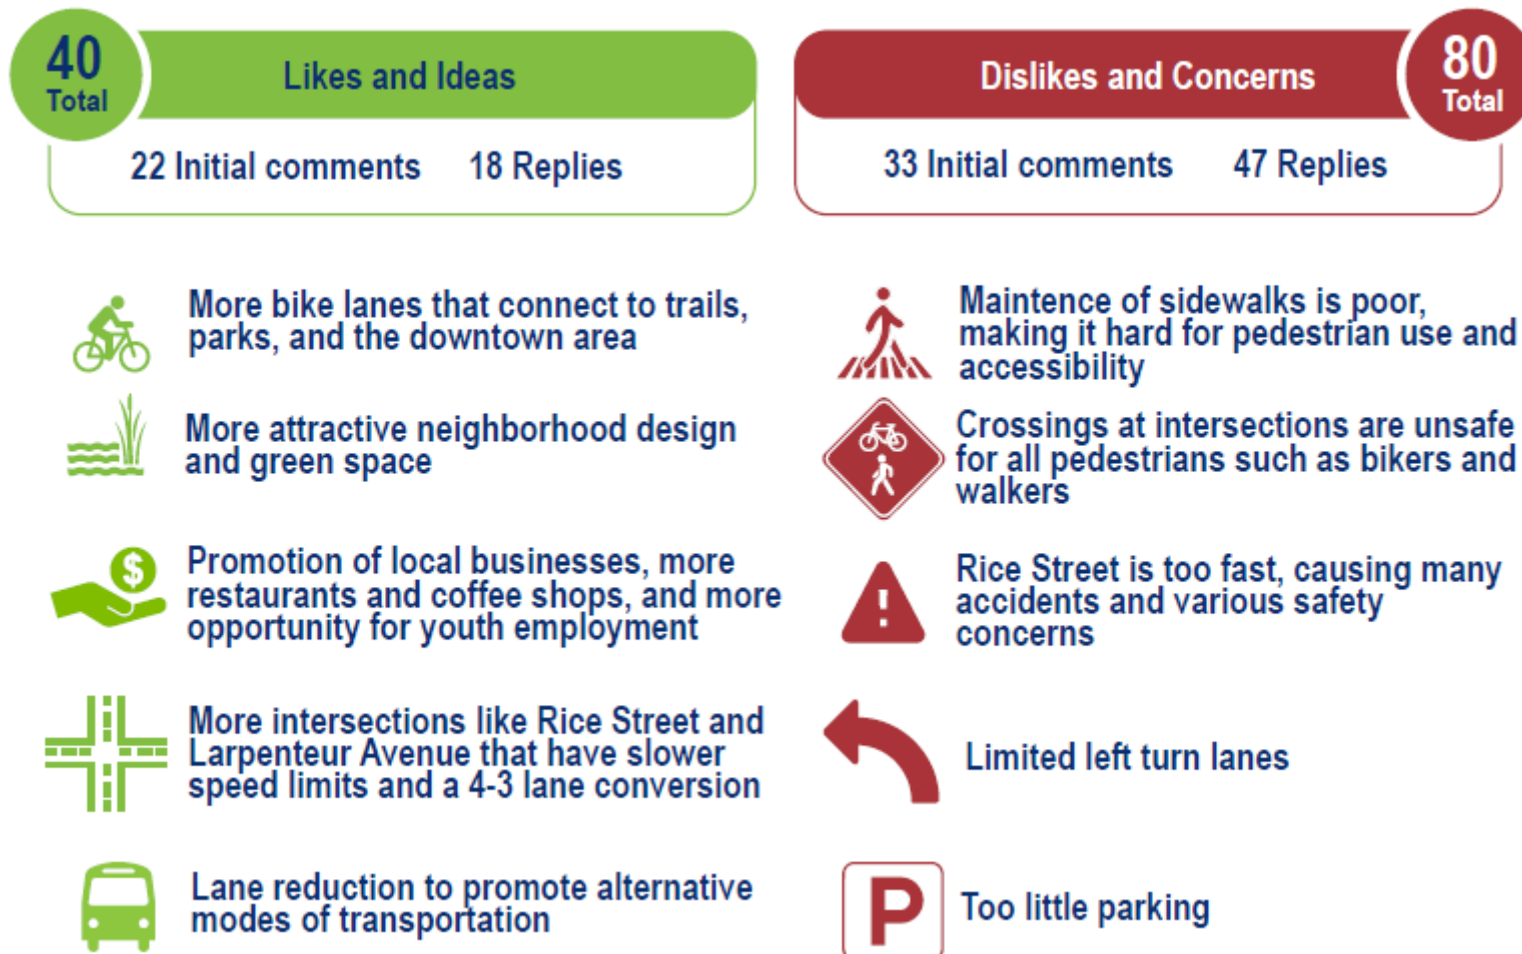 40
Total
Likes and Ideas
22 Initial comments 18 Replies
More bike lanes that connect to trails,
parks, and the downtown area
More attractive neighborhood design
and green space
$
Promotion of local businesses, more
restaurants and coffee shops, and more
opportunity for youth employment
More intersections like Rice Street and
Larpenteur Avenue that have slower
speed limits and a 4-3 lane conversion
Lane reduction to promote alternative
modes of transportation
Dislikes and Concerns
80
Total
33 Initial comments 47 Replies
Maintence of sidewalks is poor,
making it hard for pedestrian use and
accessibility
Crossings at intersections are unsafe
for all pedestrians such as bikers and
walkers
!
Rice Street is too fast, causing many
accidents and various safety
concerns
Limited left turn lanes
P
Too little parking